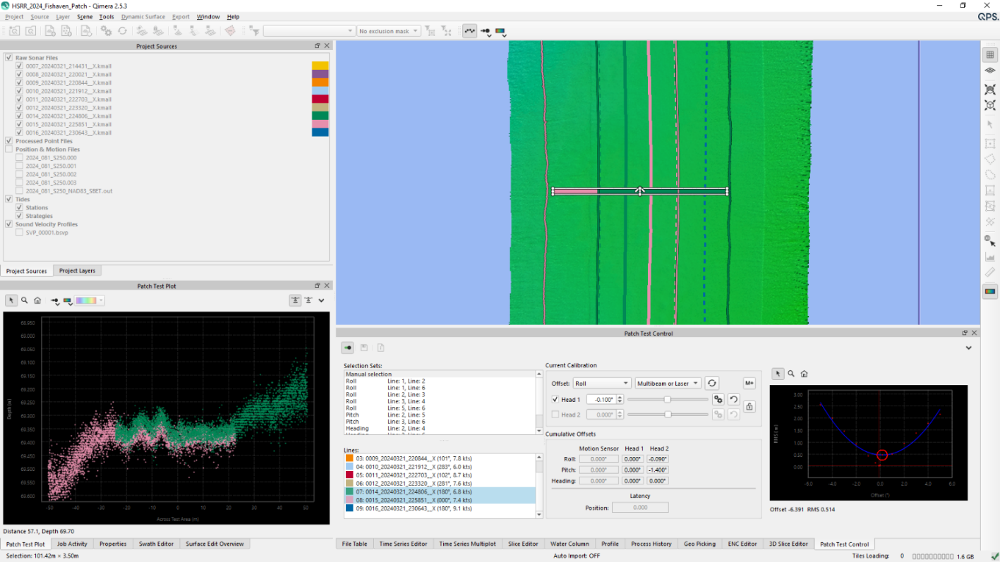 HSRR_2024_Fishaven_Patch - Qimera 2.5.3
Project Source Layer Scene Tools Dynamic Surface Export Window Help
QPS.
No exclusion mask
Project Sources
Raw Sonar Files
0007_20240321_214431__X.kmall
0008_20240321_220021__X.kmall
0009_20240321_220844__X.kmall
0010_20240321_221912__X.kmall
0011_20240321_222703__X.kmall
0012_20240321_223320__X.kmall
0014_20240321_224806__X.kmall
0015_20240321_225851__X.kmall
0016_20240321_230643__X.kmall
Processed Point Files
Position & Motion Files
2024_081_S250.000
2024_081_S250.001
2024_081_S250.002
2024_081_S250.003
2024_081_S250_NAD83_SBET.out
Tides
Stations
Strategies
Sound Velocity Profiles
SVP_00001.bsvp
Project Sources Project Layers
Patch Test Plot
68.950
69.000
69.050
69.100
69.150
69.200
69.250
69.300
69.350
69.400
69.450
69.500
69.550
69.600
Depth (m)
-50 -40 -30 -20 -10 0 10 20 30 40 50
Across Test Area (m)
Distance 57.1, Depth 69.70
Patch Test Plot Job Activity Properties Swath Editor Surface Edit Overview
Selection: 101.42m × 3.50m
Patch Test Control
Selection Sets:
Manual selection
Roll Line: 1, Line: 2
Roll Line: 1, Line: 6
Roll Line: 2, Line: 3
Roll Line: 3, Line: 4
Roll Line: 5, Line: 6
Pitch Line: 2, Line: 5
Pitch Line: 3, Line: 6
Heading Line: 2, Line: 4
Lines:
03: 0009_20240321_220844__X (101°, 7.8 kts)
04: 0010_20240321_221912__X (283°, 6.0 kts)
05: 0011_20240321_222703__X (102°, 8.7 kts)
06: 0012_20240321_223320__X (281°, 7.6 kts)
07: 0014_20240321_224806__X (180°, 6.8 kts)
08: 0015_20240321_225851__X (000°, 7.4 kts)
09: 0016_20240321_230643__X (180°, 9.1 kts)
Current Calibration
Offset: Roll Multibeam or Laser M+
Head 1 -0.100°
Head 2 0.000°
Cumulative Offsets
Motion Sensor Head 1 Head 2
Roll: 0.000° 0.000° -0.090°
Pitch: 0.000° 0.000° -1.400°
Heading: 0.000° 0.000° 0.000°
Latency
Position: 0.000
3.00
2.50
2.00
1.50
1.00
0.50
0.00
RMS (m)
-6.0 -4.0 -2.0 0.0 2.0 4.0 6.0
Offset (°)
Offset -6.391 RMS 0.514
File Table Time Series Editor Time Series Multiplot Slice Editor Water Column Profile Process History Geo Picking ENC Editor 3D Slice Editor Patch Test Control
Auto Import: OFF
Tiles Loading: 0
1.6 GB